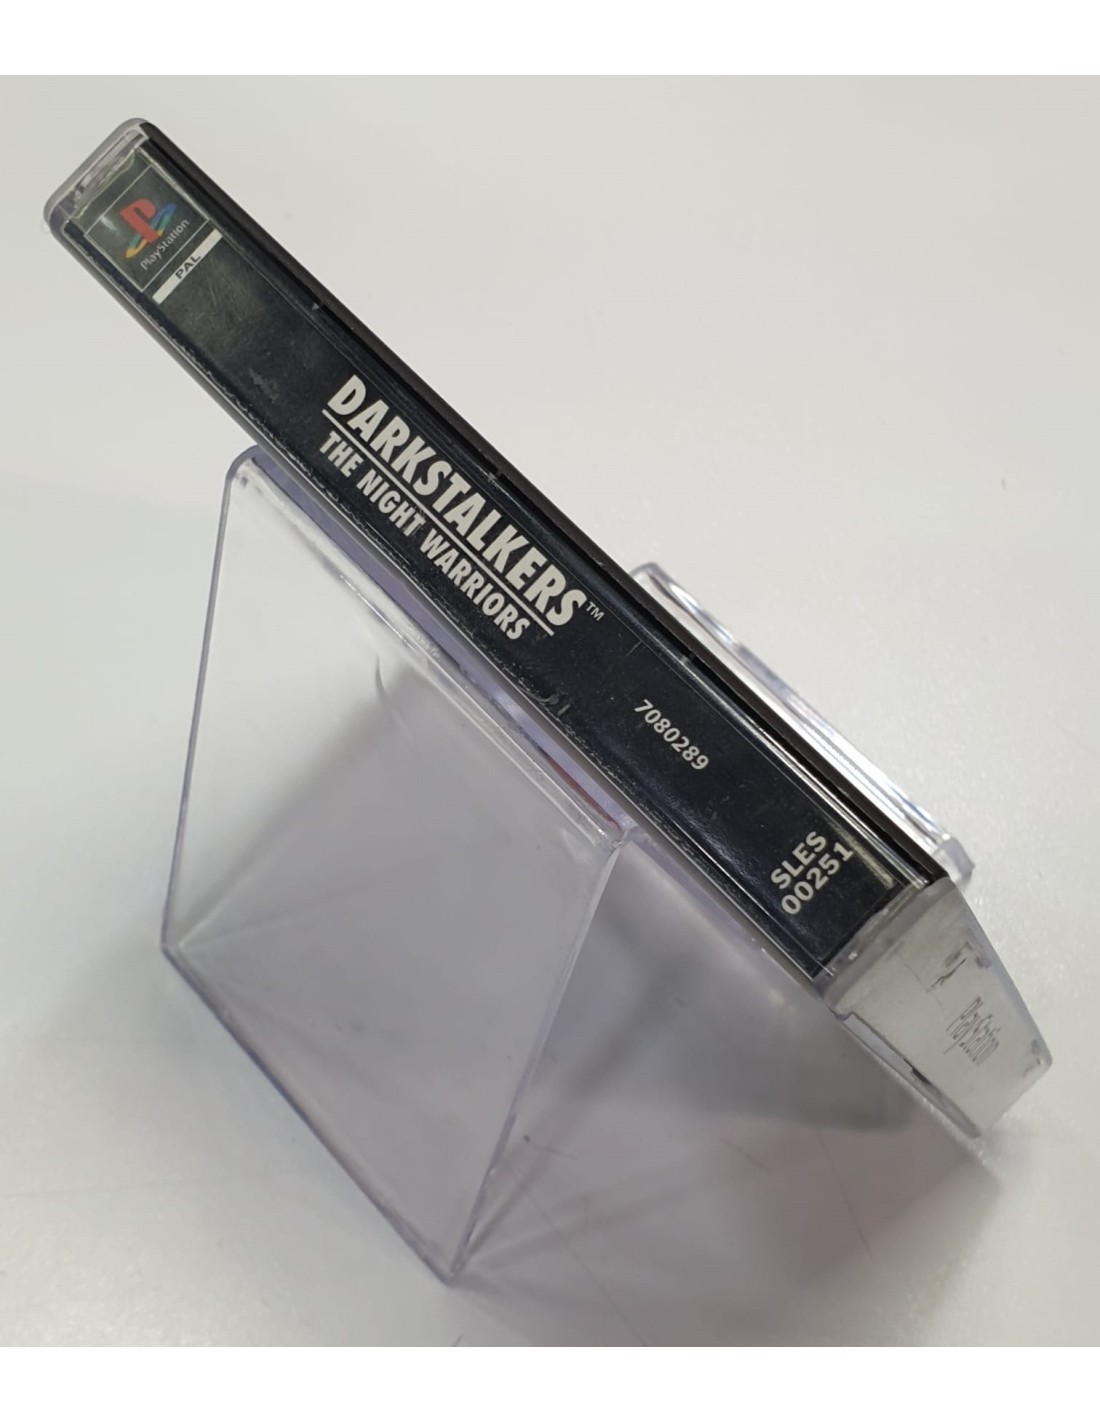 PlayStation
PAL
DARKSTALKERS™
THE NIGHT WARRIORS
7080289
SLES
00251
PlayStation